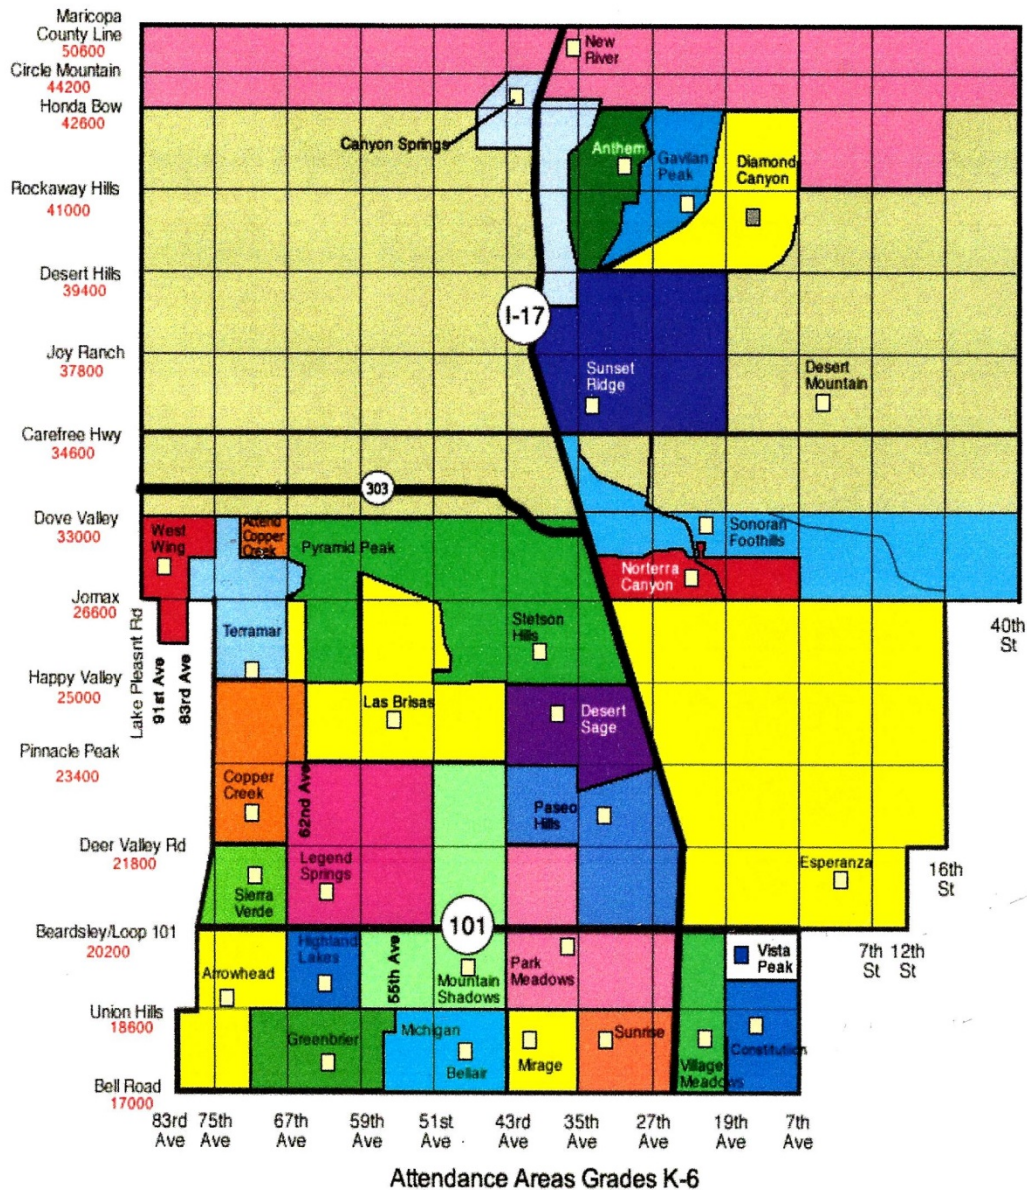 Maricopa
County Line
50600
Circle Mountain
44200
Honda Bow
42600
Rockaway Hills
41000
Desert Hills
39400
Joy Ranch
37800
Carefree Hwy
34600
Dove Valley
33000
Jomax
26600
Happy Valley
25000
Pinnacle Peak
23400
Deer Valley Rd
21800
Beardsley/Loop 101
20200
Union Hills
18600
Bell Road
17000
New
River
Canyon Springs
Anthem
Gavilan
Peak
Diamond
Canyon
I-17
Sunset
Ridge
Desert
Mountain
303
West
Wing
Attend
Copper
Creek
Pyramid Peak
Sonoran
Foothills
Norterra
Canyon
Terramar
Stetson
Hills
40th
St
Lake Pleasnt Rd
91st Ave
83rd Ave
Las Brisas
Desert
Sage
Copper
Creek
62nd Ave
Paseo
Hills
Legend
Springs
Sierra
Verde
Esperanza
16th
St
101
Highland
Lakes
55th Ave
Arrowhead
Mountain
Shadows
Park
Meadows
Vista
Peak
7th
St
12th
St
Greenbrier
Michigan
Bellair
Mirage
Sunrise
Village
Meadows
Constitution
83rd
Ave
75th
Ave
67th
Ave
59th
Ave
51st
Ave
43rd
Ave
35th
Ave
27th
Ave
19th
Ave
7th
Ave
Attendance Areas Grades K-6